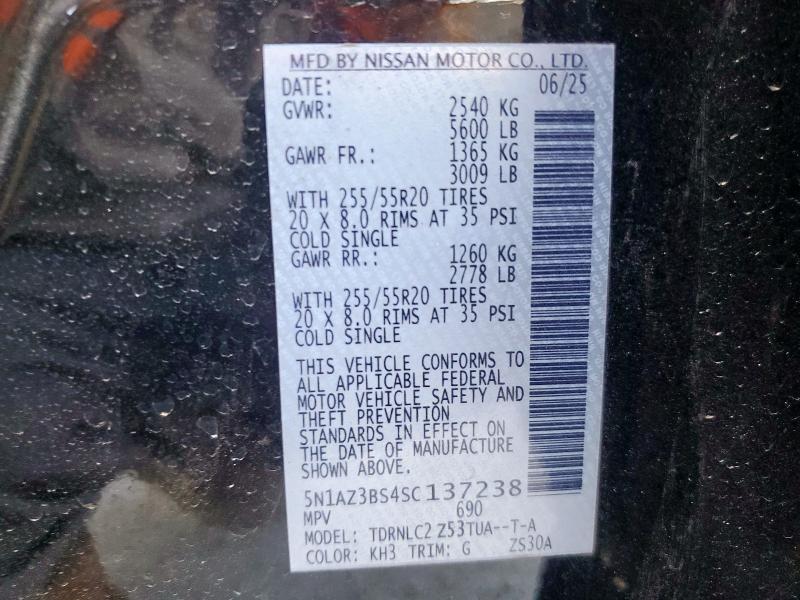 MFD BY NISSAN MOTOR CO., LTD.
DATE: 06/25
GVWR: 2540 KG
5600 LB
GAWR FR.: 1365 KG
3009 LB
WITH 255/55R20 TIRES
20 X 8.0 RIMS AT 35 PSI
COLD SINGLE
GAWR RR.: 1260 KG
2778 LB
WITH 255/55R20 TIRES
20 X 8.0 RIMS AT 35 PSI
COLD SINGLE
THIS VEHICLE CONFORMS TO
ALL APPLICABLE FEDERAL
MOTOR VEHICLE SAFETY AND
THEFT PREVENTION
STANDARDS IN EFFECT ON
THE DATE OF MANUFACTURE
SHOWN ABOVE.
5N1AZ3BS4SC137238
MPV 690
MODEL: TDRNLC2 Z53TUA--T-A
COLOR: KH3 TRIM: G ZS30A